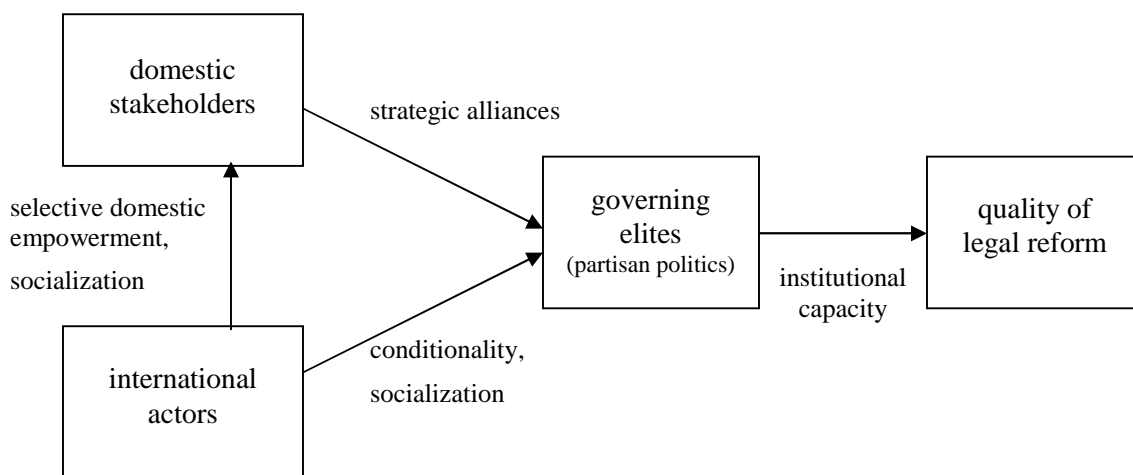 domestic
stakeholders
strategic alliances
selective domestic
empowerment,
socialization
governing
elites
(partisan politics)
quality of
legal reform
institutional
capacity
conditionality,
socialization
international
actors